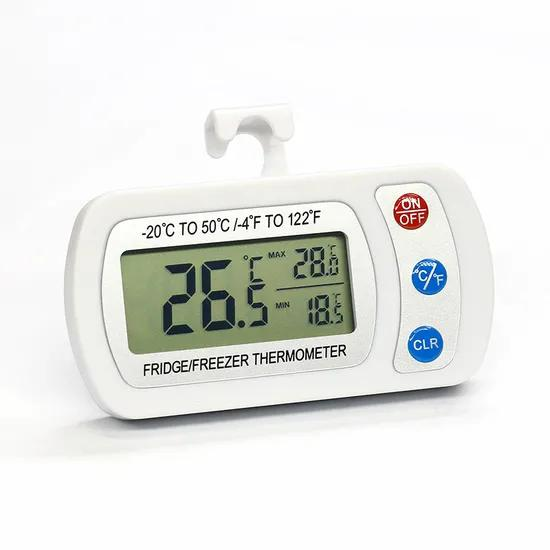 -20°C TO 50°C /-4°F TO 122°F
26.5 °C
MAX 28.0 °C
MIN 18.5 °C
FRIDGE/FREEZER THERMOMETER
ON
OFF
°C/°F
CLR